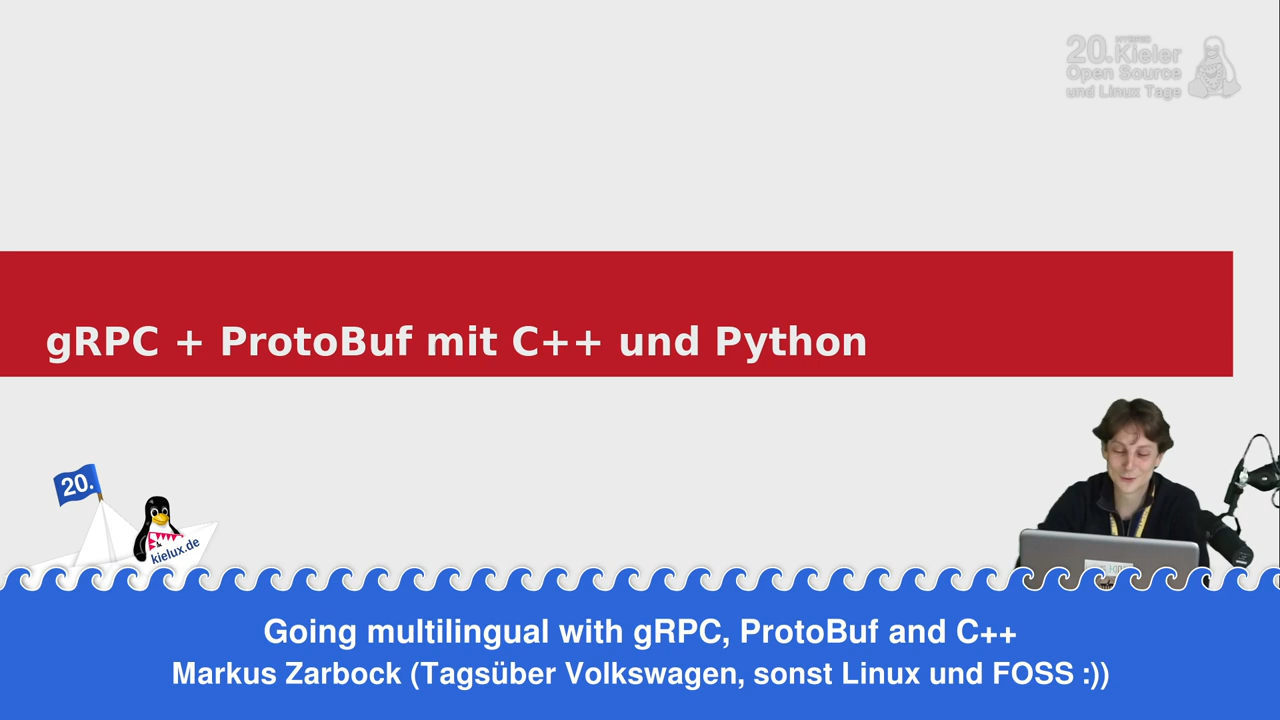 20. HYBRID Kieler
Open Source
und Linux Tage
gRPC + ProtoBuf mit C++ und Python
20.
kielux.de
Going multilingual with gRPC, ProtoBuf and C++
Markus Zarbock (Tagsüber Volkswagen, sonst Linux und FOSS :))